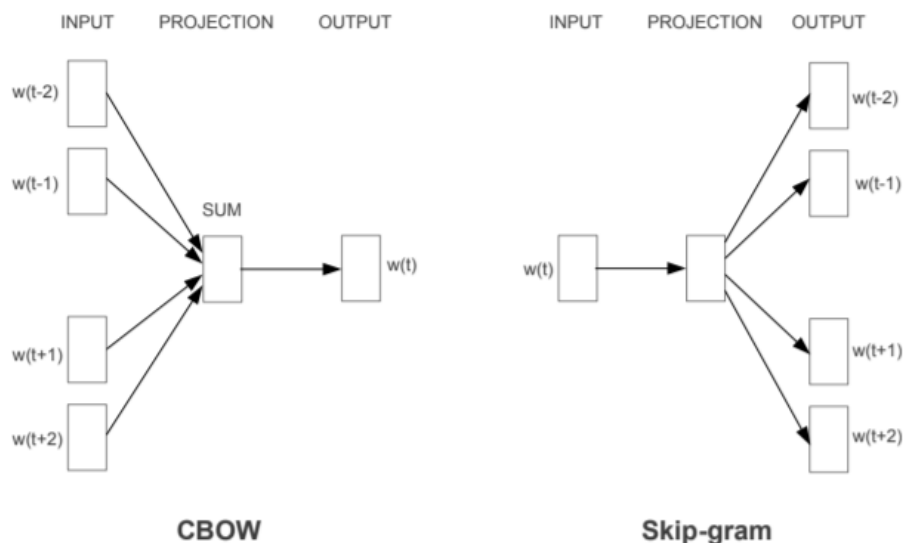 INPUT PROJECTION OUTPUT
w(t-2)
w(t-1)
SUM
w(t)
w(t+1)
w(t+2)
CBOW
INPUT PROJECTION OUTPUT
w(t-2)
w(t-1)
w(t)
w(t+1)
w(t+2)
Skip-gram